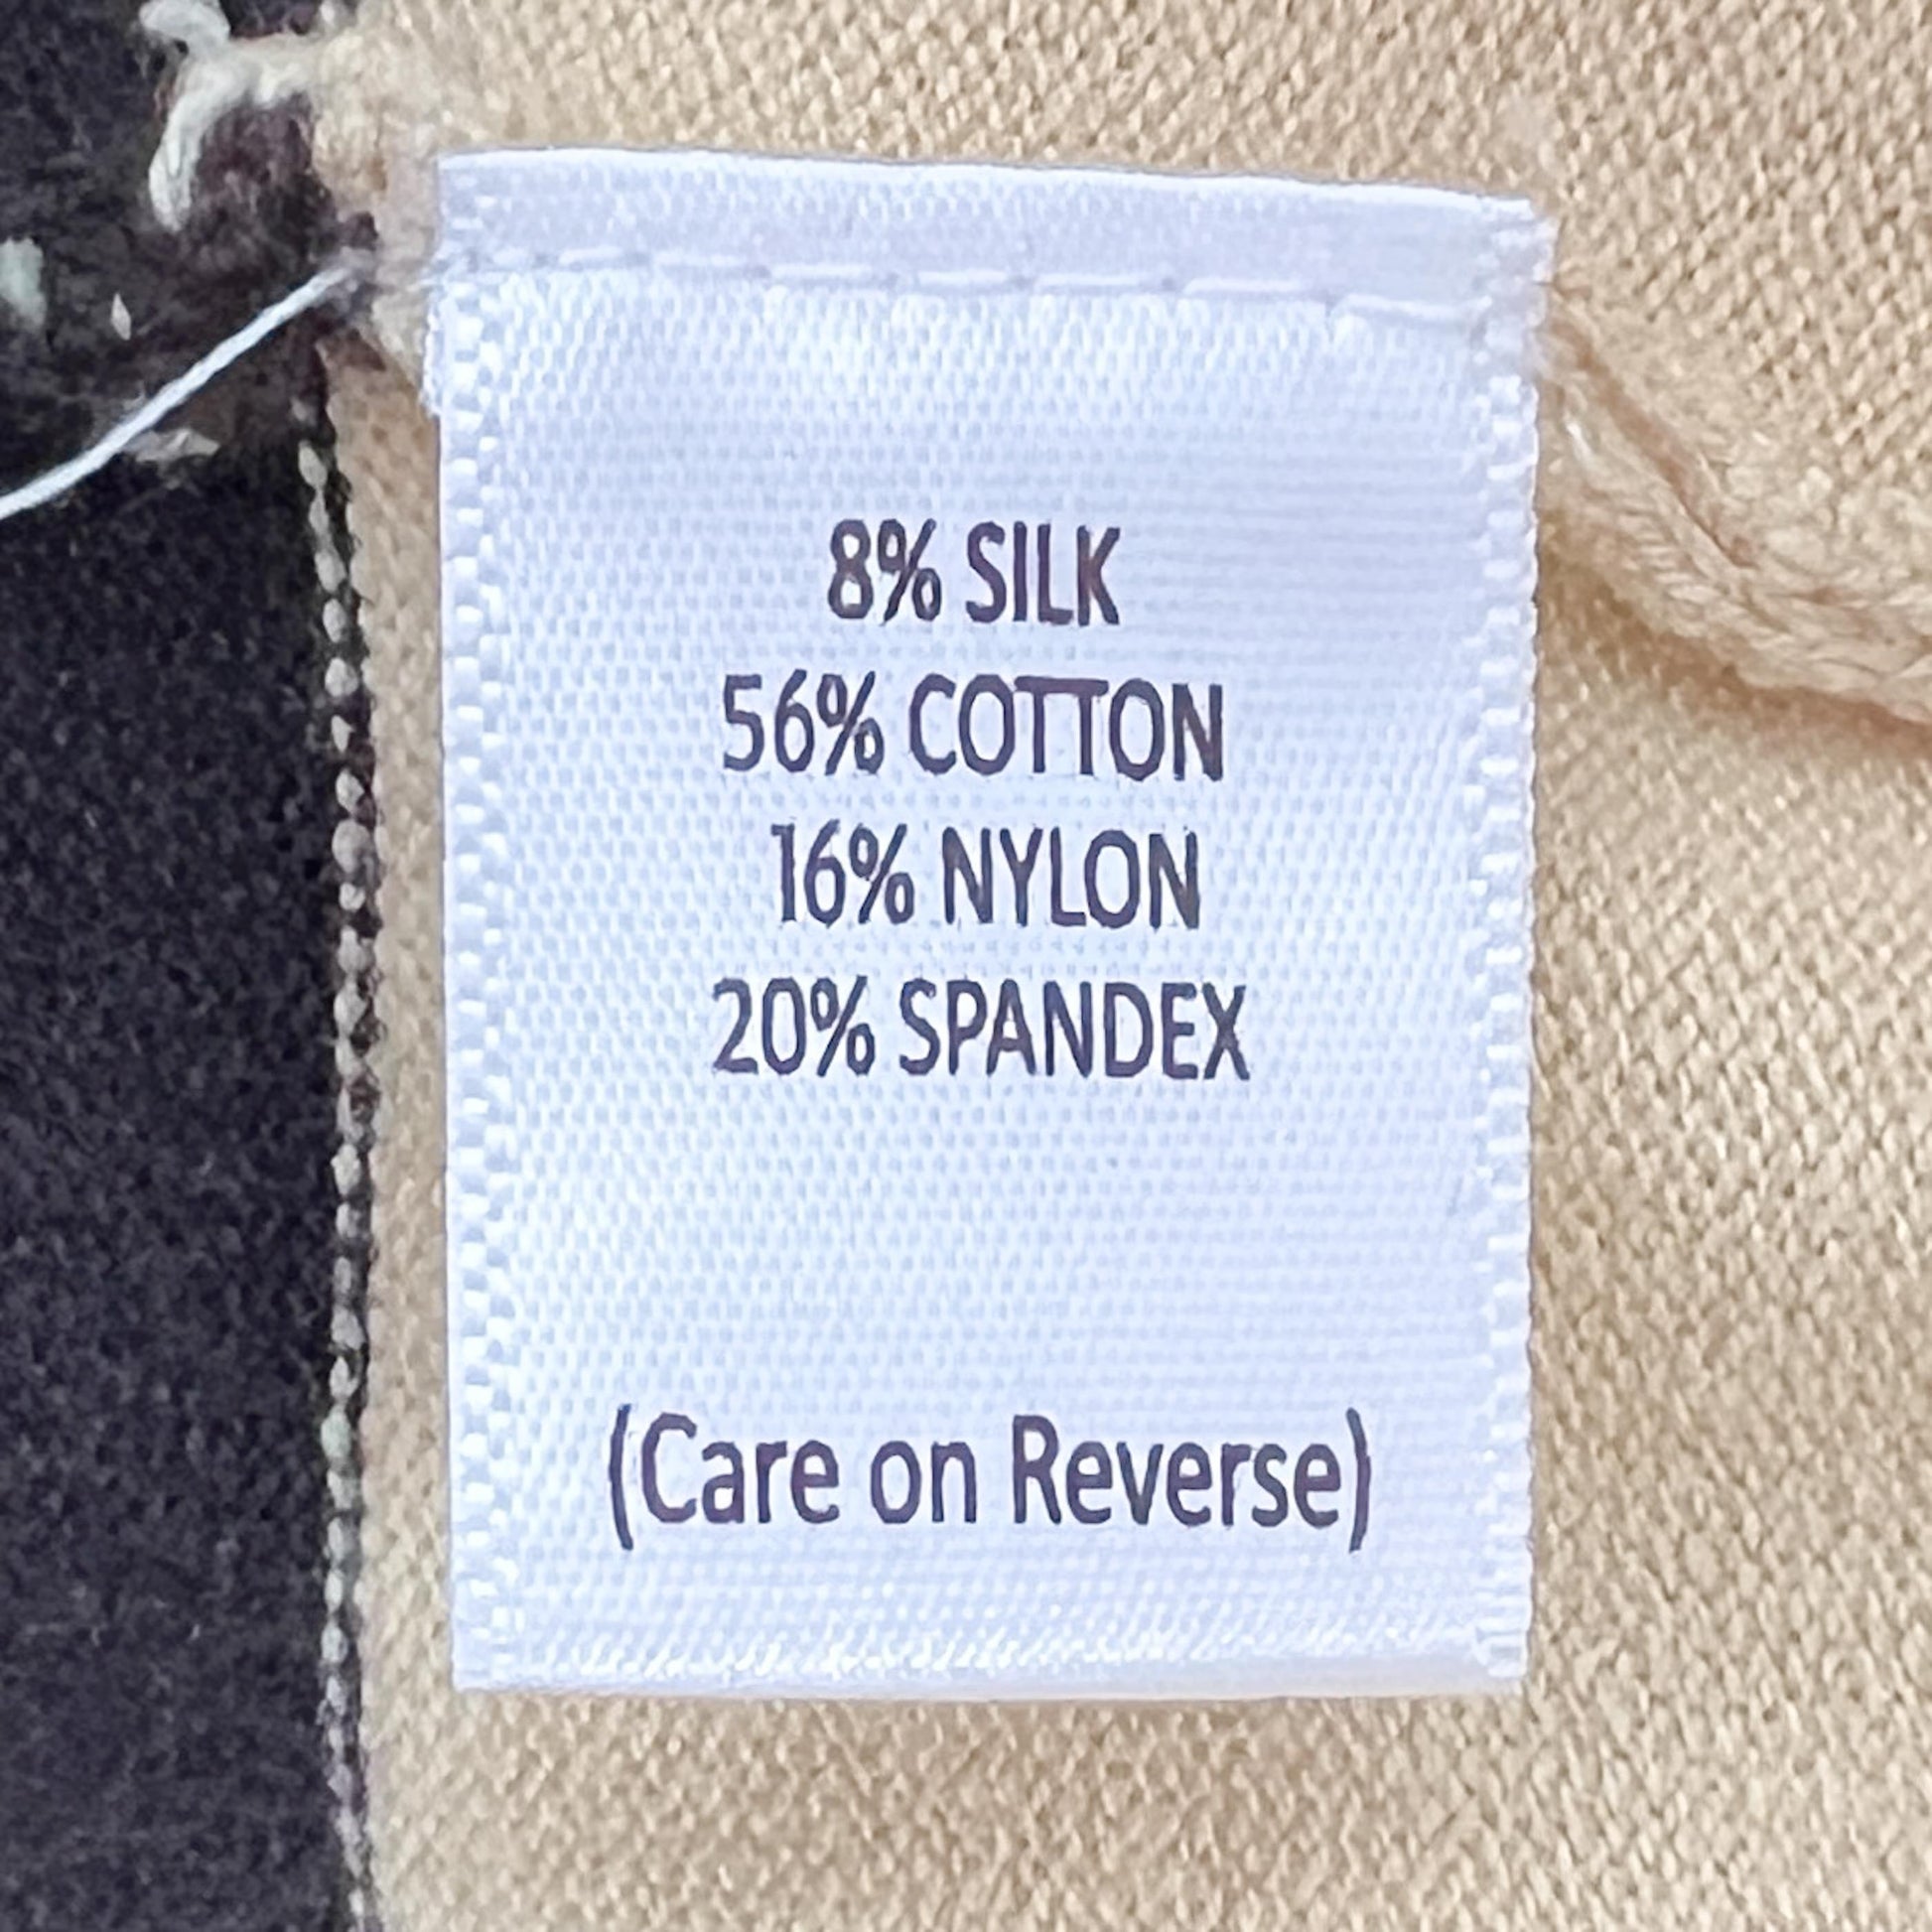 8% SILK
56% COTTON
16% NYLON
20% SPANDEX
(Care on Reverse)